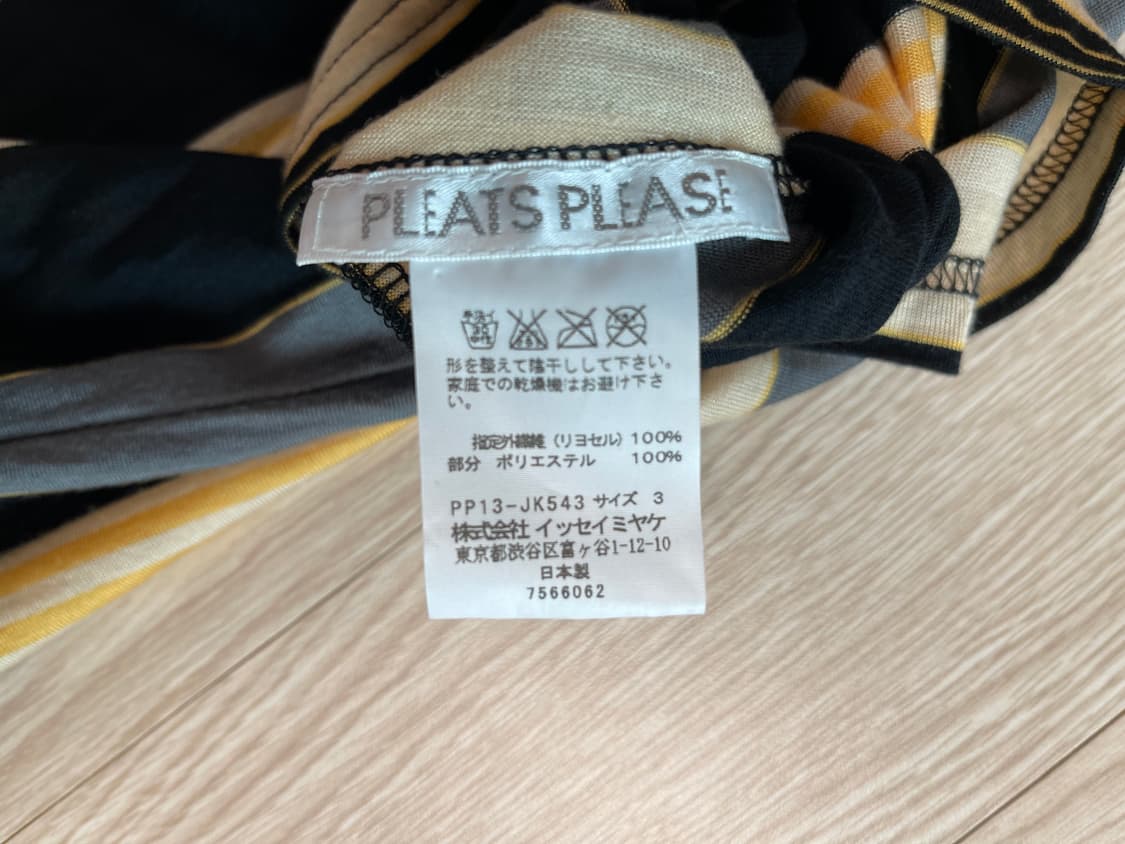 PLEATS PLEASE
形を整えて陰干しして下さい。
家庭での乾燥機はお避け下さ
い。
指定外繊維（リヨセル）100%
部分 ポリエステル 100%
PP13-JK543 サイズ 3
株式会社 イッセイミヤケ
東京都渋谷区富ヶ谷1-12-10
日本製
7566062